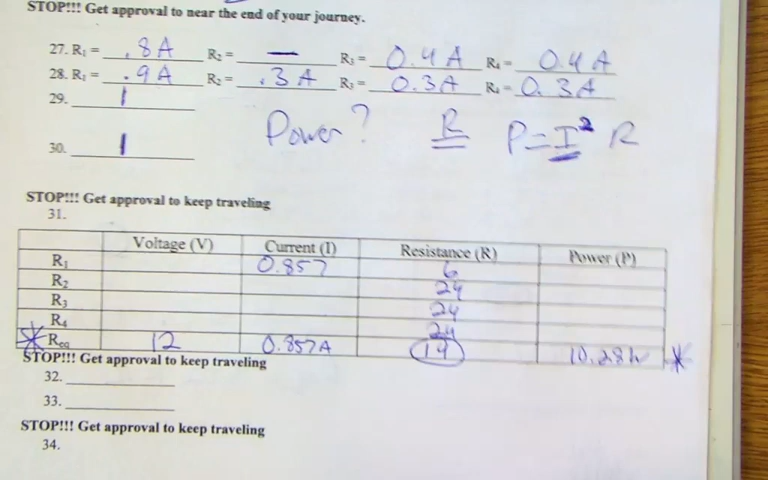 STOP!!! Get approval to near the end of your journey.
27. R₁ = .8A R₂ = — R₃ = 0.4 A R₄ = 0.4 A
28. R₁ = .9A R₂ = .3A R₃ = 0.3A R₄ = 0.3A
29. 1
Power? R P=I² R
30. 1
STOP!!! Get approval to keep traveling
31.
Voltage (V) Current (I) Resistance (R) Power (P)
R₁ 0.857 6
R₂ 24
R₃ 24
R₄ 24
* Req 12 0.857A 14 10.28W *
STOP!!! Get approval to keep traveling
32.
33.
STOP!!! Get approval to keep traveling
34.